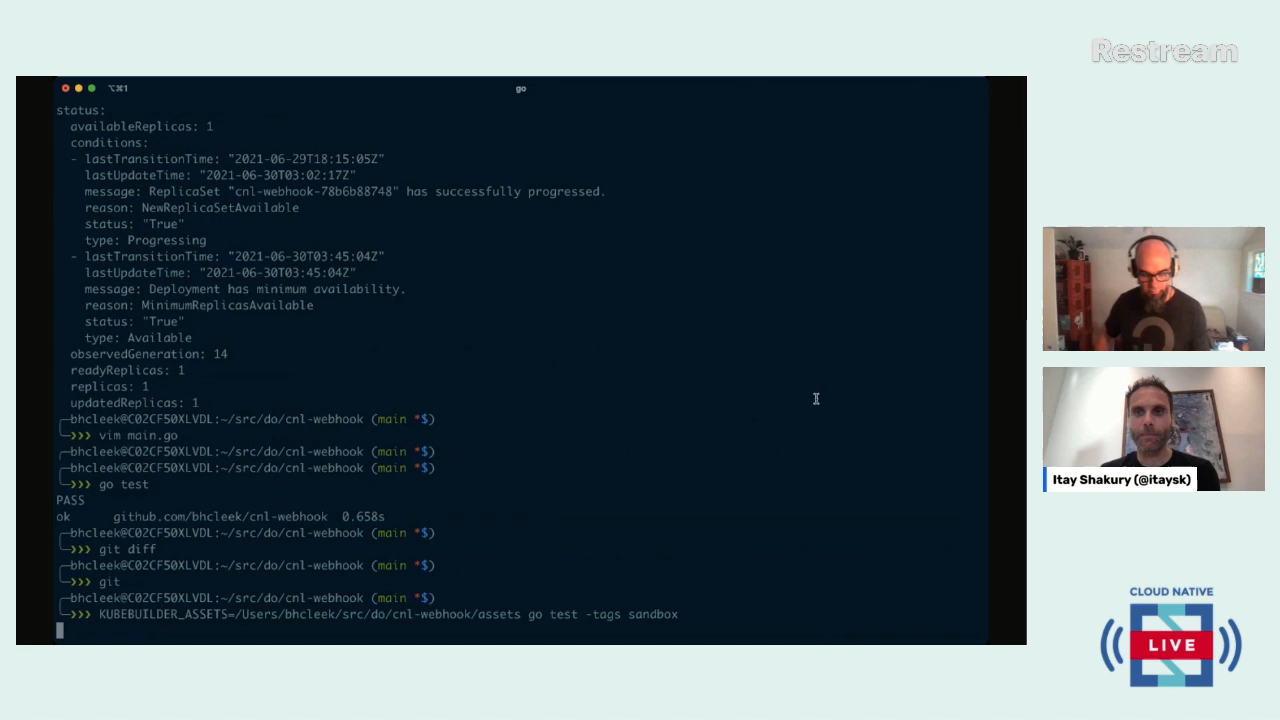 Restream
⌥⌘1
go
status:
availableReplicas: 1
conditions:
- lastTransitionTime: "2021-06-29T18:15:05Z"
lastUpdateTime: "2021-06-30T03:02:17Z"
message: ReplicaSet "cnl-webhook-78b6b88748" has successfully progressed.
reason: NewReplicaSetAvailable
status: "True"
type: Progressing
- lastTransitionTime: "2021-06-30T03:45:04Z"
lastUpdateTime: "2021-06-30T03:45:04Z"
message: Deployment has minimum availability.
reason: MinimumReplicasAvailable
status: "True"
type: Available
observedGeneration: 14
readyReplicas: 1
replicas: 1
updatedReplicas: 1
bhcleek@C02CF50XLVDL:~/src/do/cnl-webhook (main *$)
❯❯❯ vim main.go
bhcleek@C02CF50XLVDL:~/src/do/cnl-webhook (main *$)
bhcleek@C02CF50XLVDL:~/src/do/cnl-webhook (main *$)
❯❯❯ go test
PASS
ok github.com/bhcleek/cnl-webhook 0.658s
bhcleek@C02CF50XLVDL:~/src/do/cnl-webhook (main *$)
❯❯❯ git diff
bhcleek@C02CF50XLVDL:~/src/do/cnl-webhook (main *$)
❯❯❯ git
bhcleek@C02CF50XLVDL:~/src/do/cnl-webhook (main *$)
❯❯❯ KUBEBUILDER_ASSETS=/Users/bhcleek/src/do/cnl-webhook/assets go test -tags sandbox
Itay Shakury (@itaysk)
CLOUD NATIVE
LIVE